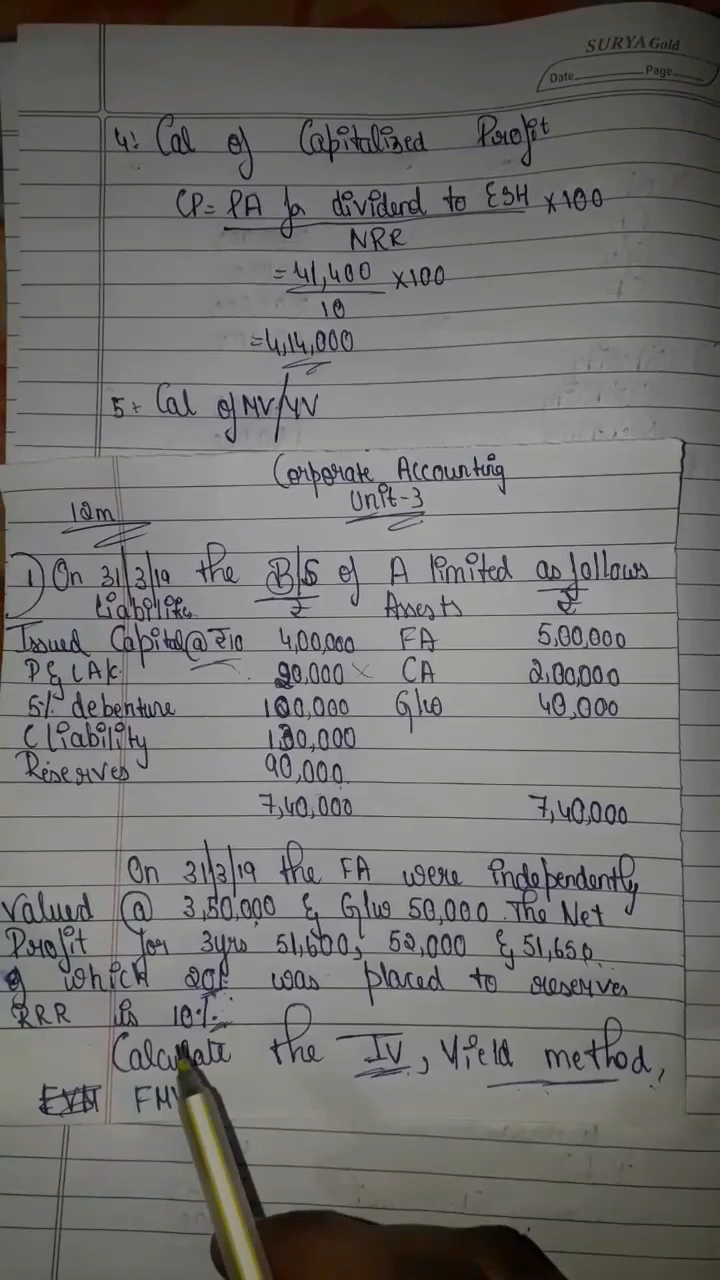 SURYA Gold
Date Page
4: Cal of Capitalized Profit
CP= PA for dividend to ESH ×100
NRR
= 41,400 ×100
10
=4,14,000
5+ Cal of MV/YV
Corporate Accounting
Unit-3
12m
1) On 31/3/19 the B/S of A limited as follows
Liabilite ₹ Assets ₹
Issued Capital@₹10 4,00,000 FA 5,00,000
P&L A/c 20,000 CA 2,00,000
5% debenture 100,000 G/w 40,000
C liability 130,000
Reserves 90,000
7,40,000 7,40,000
On 31/3/19 the FA were independently
Valued @ 3,50,000 & G/w 50,000. The Net
Profit for 3yrs 51,600; 52,000 & 51,650
of which 20% was placed to reserves
RRR is 10%
Calculate the IV, Yield method,
FMV